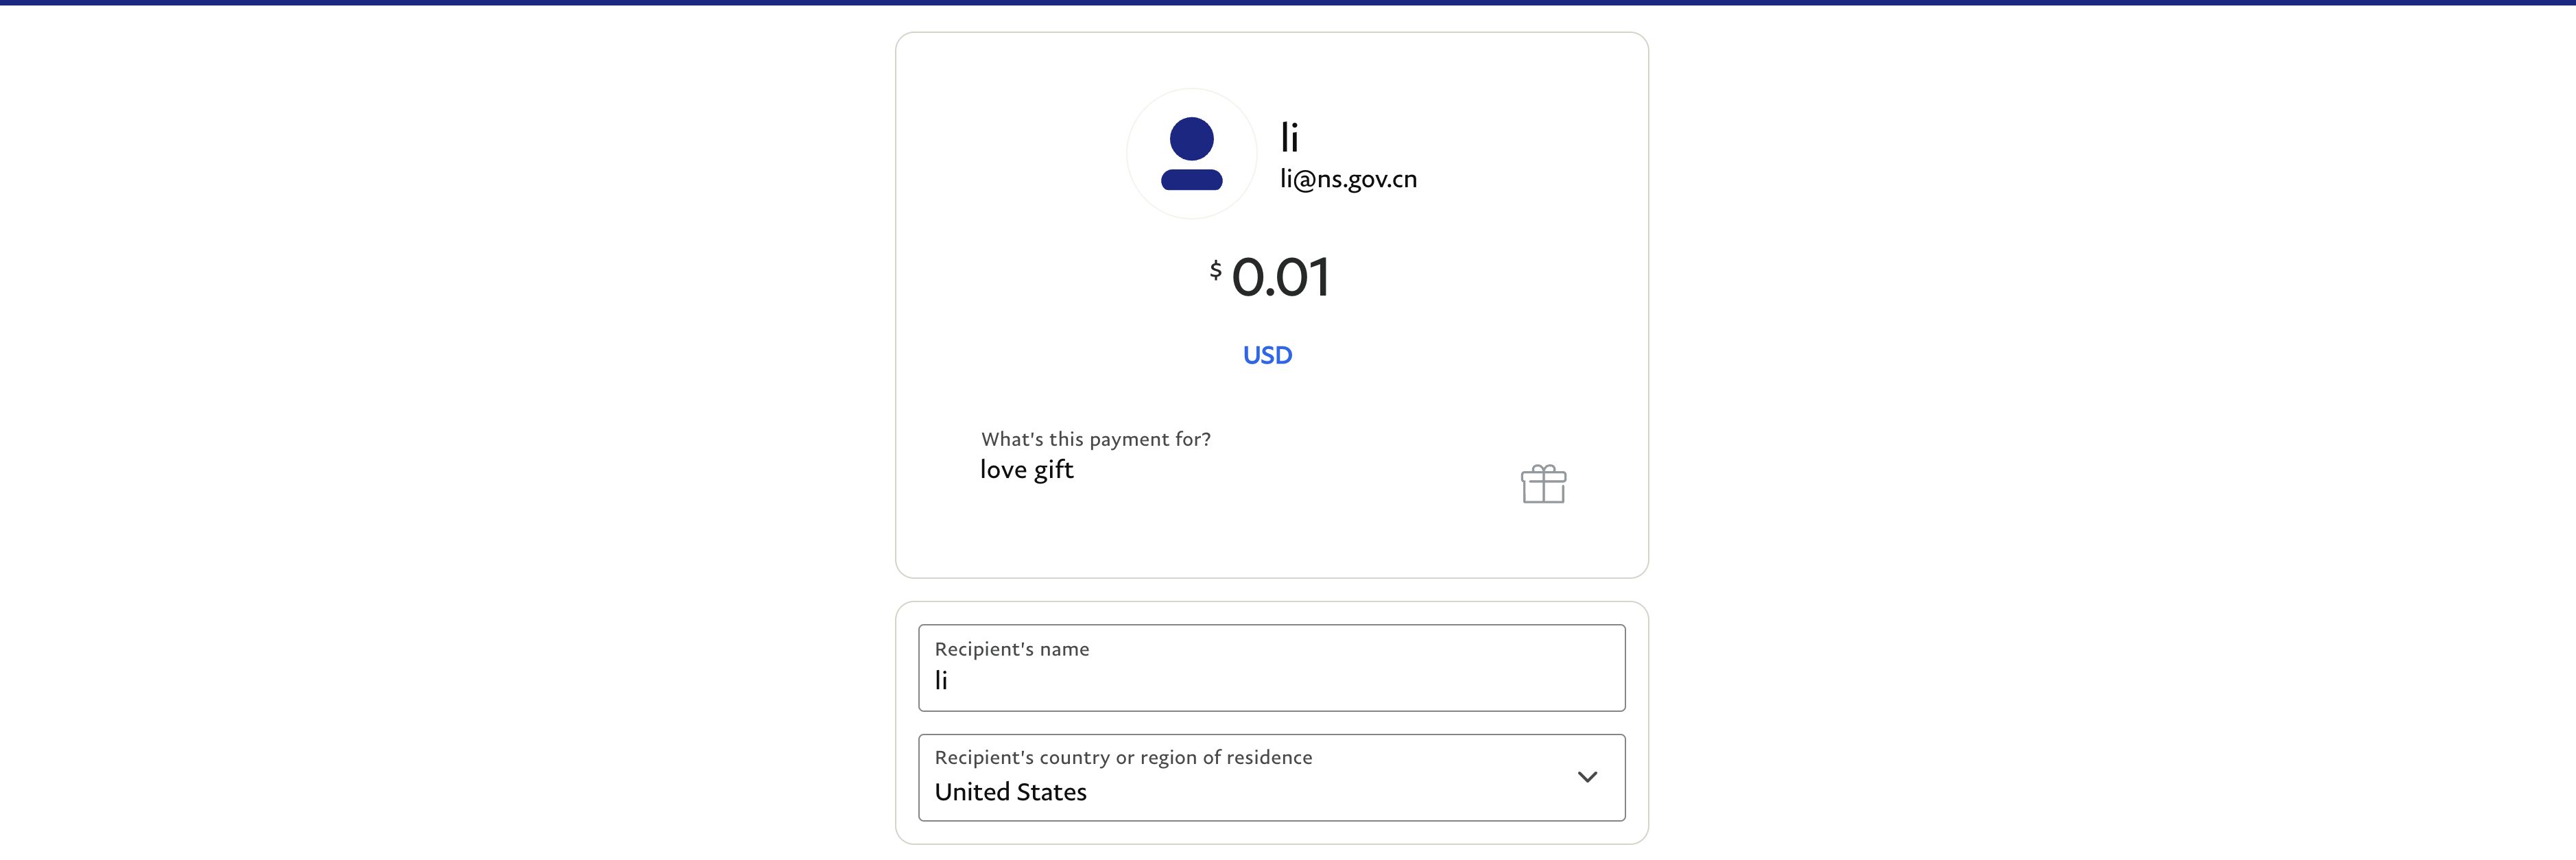 li
li@ns.gov.cn
$ 0.01
USD
What's this payment for?
love gift
Recipient's name
li
Recipient's country or region of residence
United States